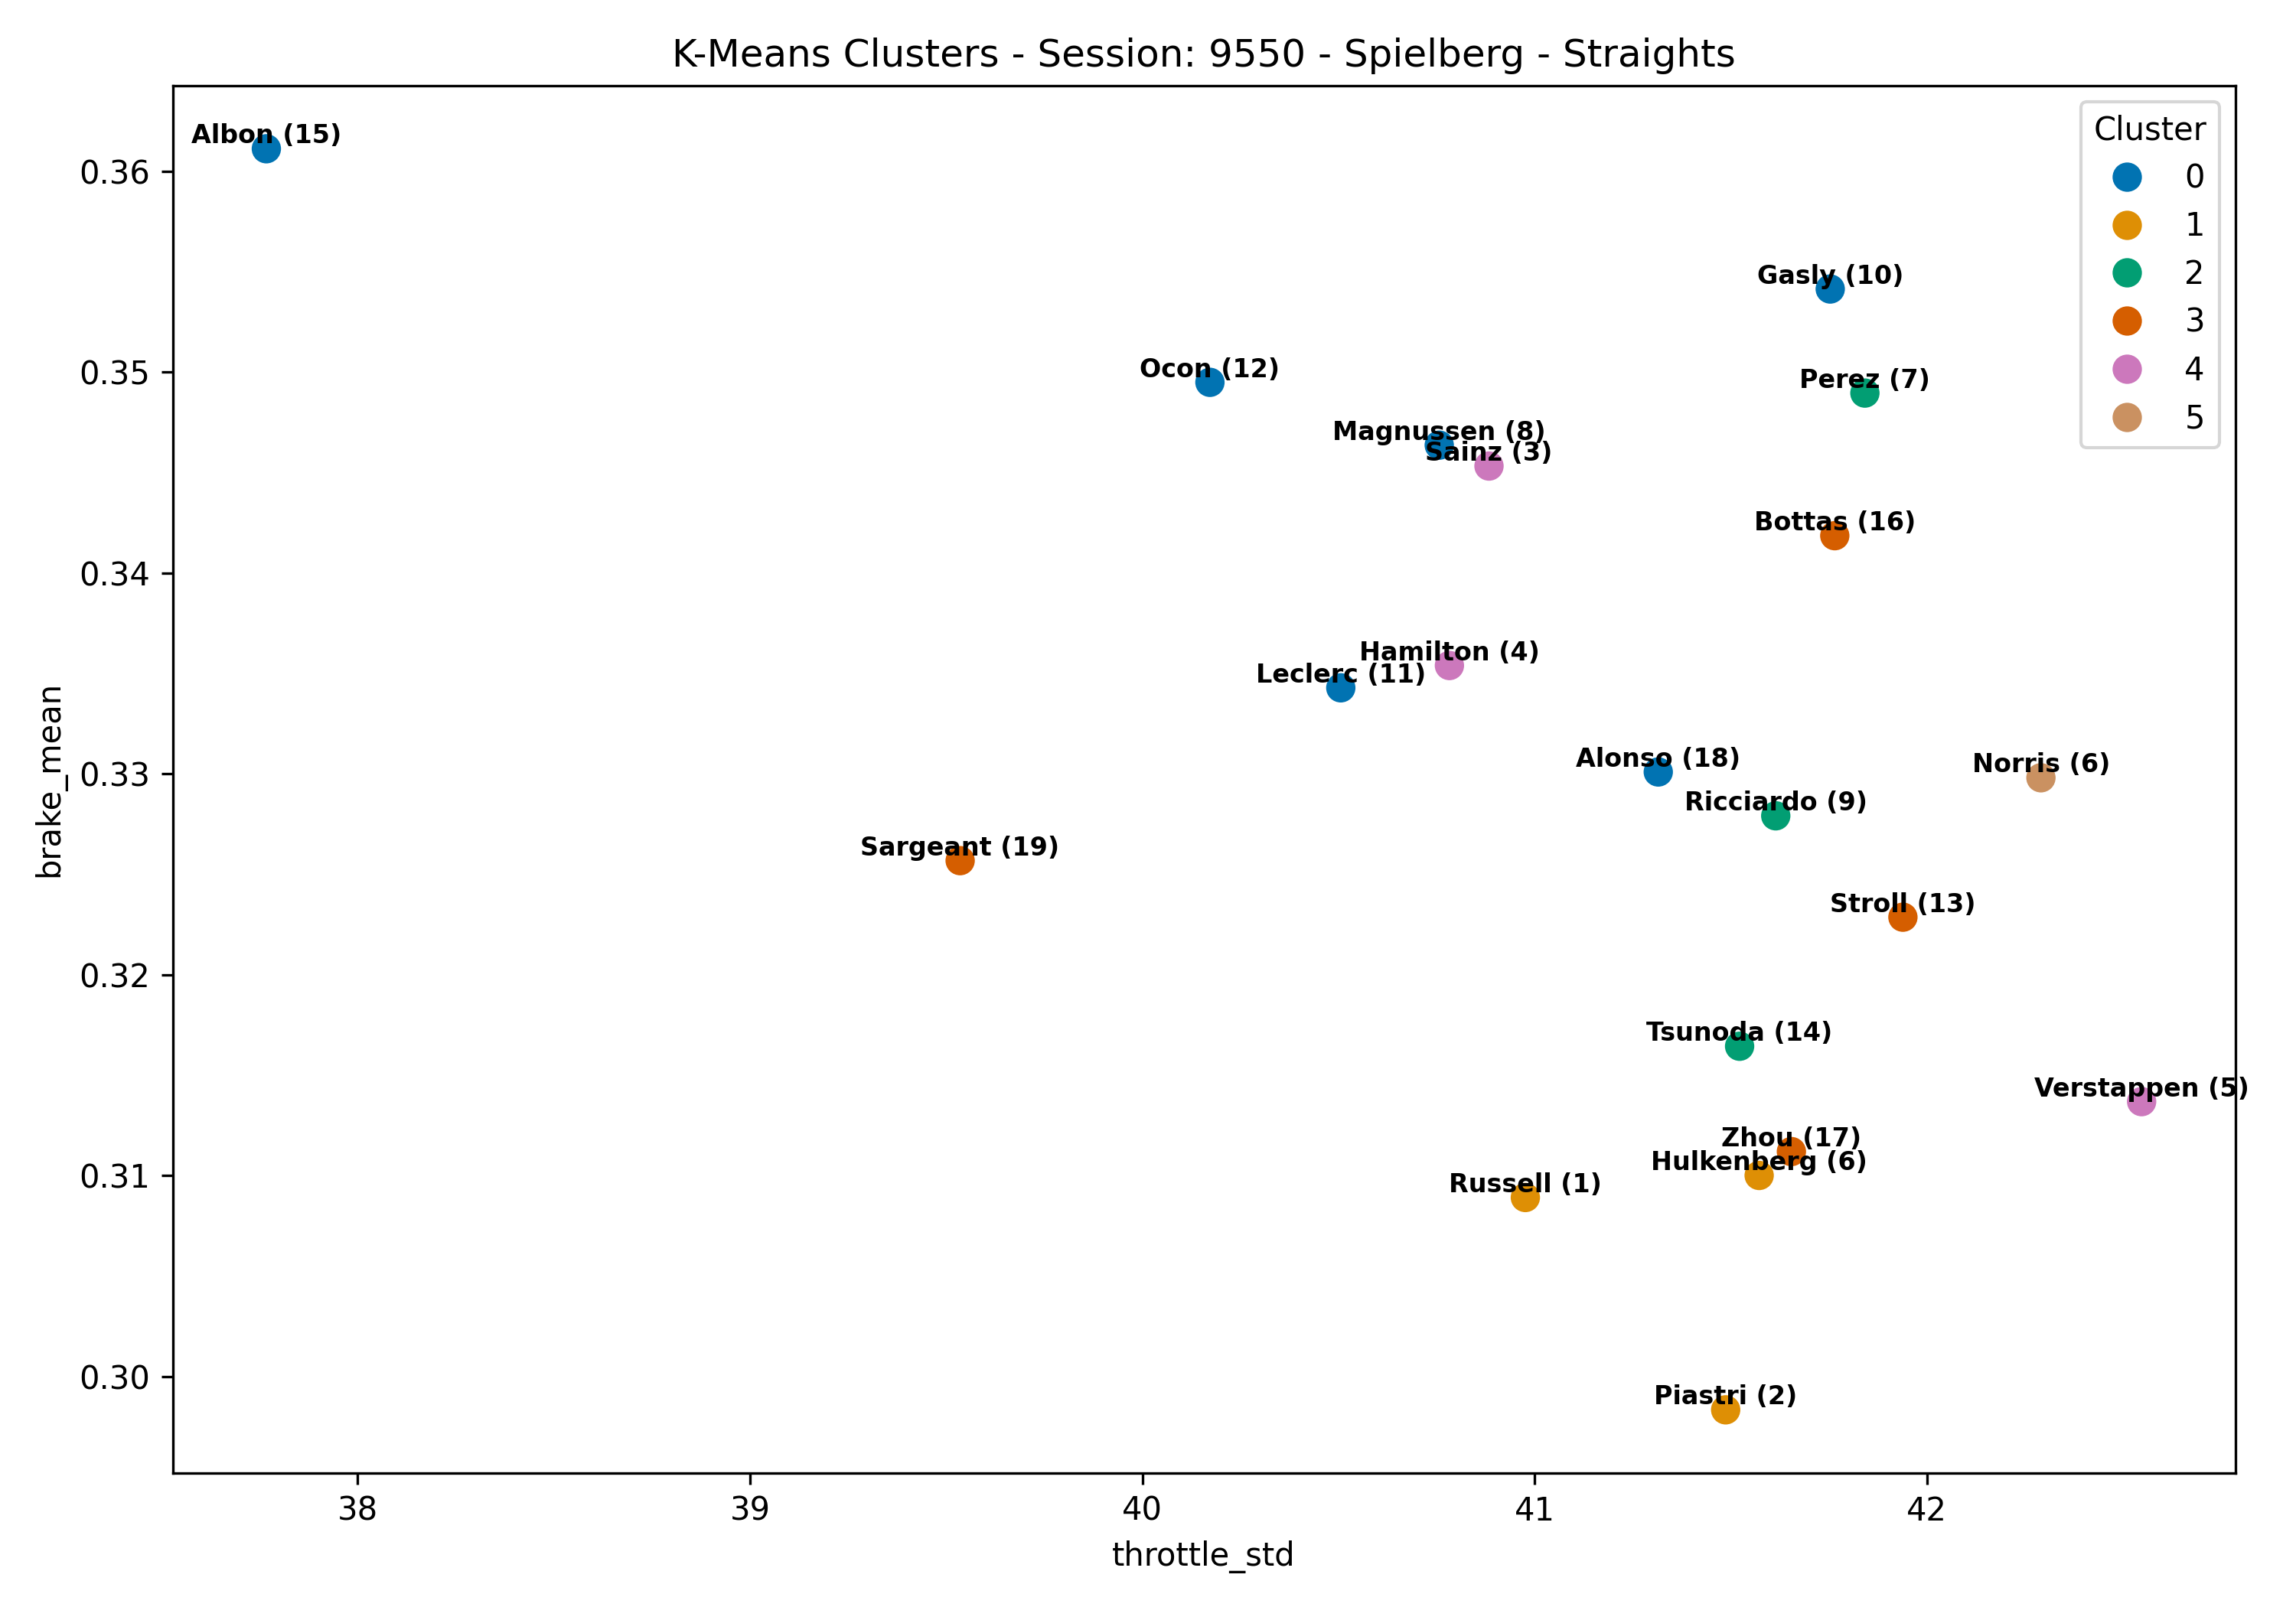 K-Means Clusters - Session: 9550 - Spielberg - Straights
Cluster
0
1
2
3
4
5
Albon (15)
Gasly (10)
Ocon (12)
Perez (7)
Magnussen (8)
Sainz (3)
Bottas (16)
Hamilton (4)
Leclerc (11)
Alonso (18)
Norris (6)
Ricciardo (9)
Sargeant (19)
Stroll (13)
Tsunoda (14)
Verstappen (5)
Zhou (17)
Hulkenberg (6)
Russell (1)
Piastri (2)
brake_mean
0.36
0.35
0.34
0.33
0.32
0.31
0.30
38 39 40 41 42
throttle_std